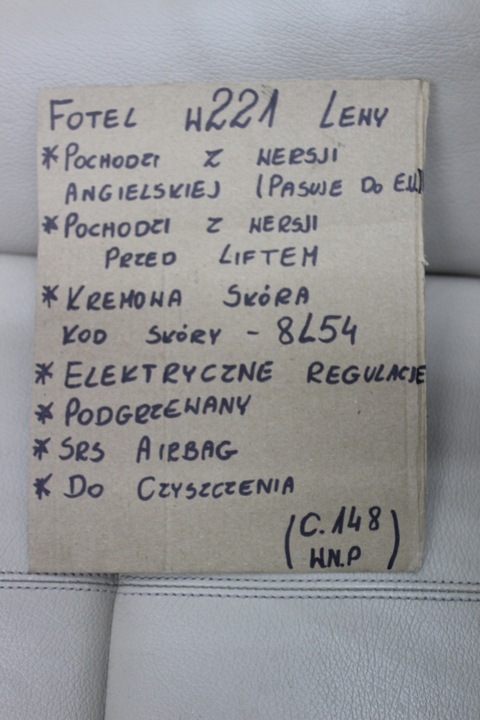 FOTEL W221 LEWY
* POCHODZI Z WERSJI
ANGIELSKIEJ (PASUJE DO EU)
* POCHODZI Z WERSJI
PRZED LIFTEM
* KREMOWA SKÓRA
KOD SKÓRY - 8L54
* ELEKTRYCZNE REGULACJE
* PODGRZEWANY
* SRS AIRBAG
* DO CZYSZCZENIA
(C.148
W.N.P)